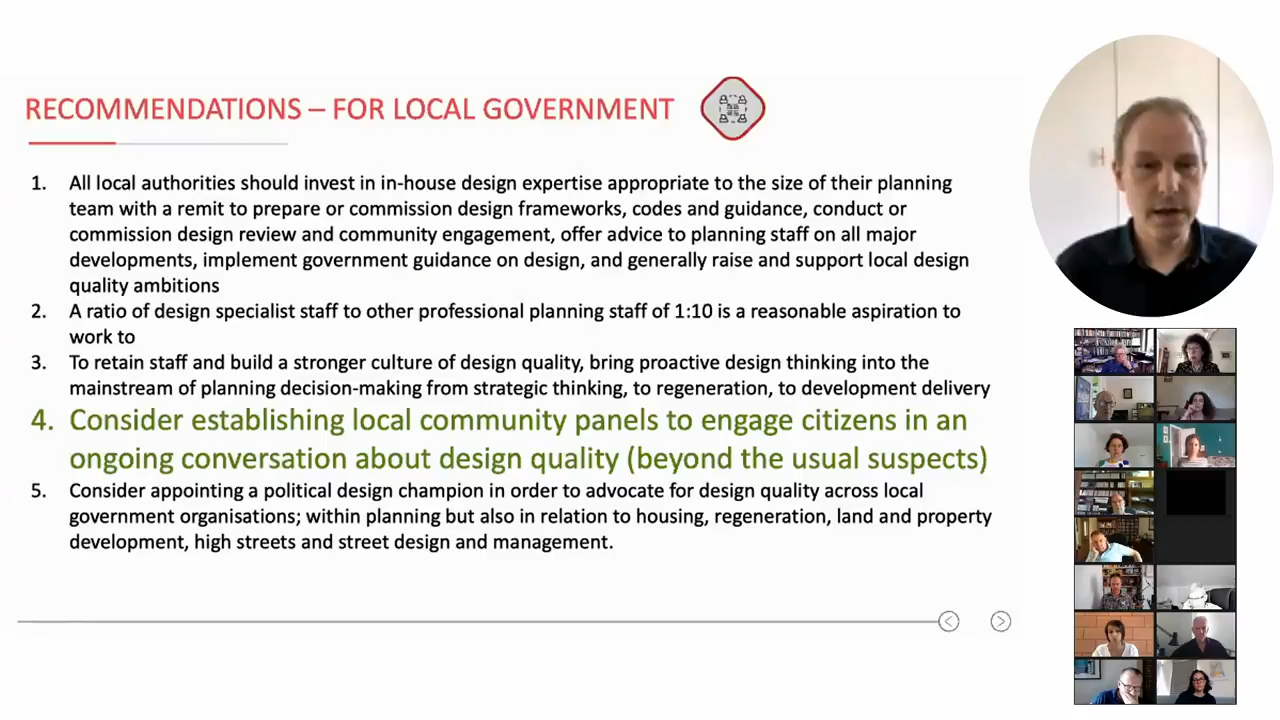 RECOMMENDATIONS – FOR LOCAL GOVERNMENT
1. All local authorities should invest in in-house design expertise appropriate to the size of their planning
team with a remit to prepare or commission design frameworks, codes and guidance, conduct or
commission design review and community engagement, offer advice to planning staff on all major
developments, implement government guidance on design, and generally raise and support local design
quality ambitions
2. A ratio of design specialist staff to other professional planning staff of 1:10 is a reasonable aspiration to
work to
3. To retain staff and build a stronger culture of design quality, bring proactive design thinking into the
mainstream of planning decision-making from strategic thinking, to regeneration, to development delivery
4. Consider establishing local community panels to engage citizens in an
ongoing conversation about design quality (beyond the usual suspects)
5. Consider appointing a political design champion in order to advocate for design quality across local
government organisations; within planning but also in relation to housing, regeneration, land and property
development, high streets and street design and management.